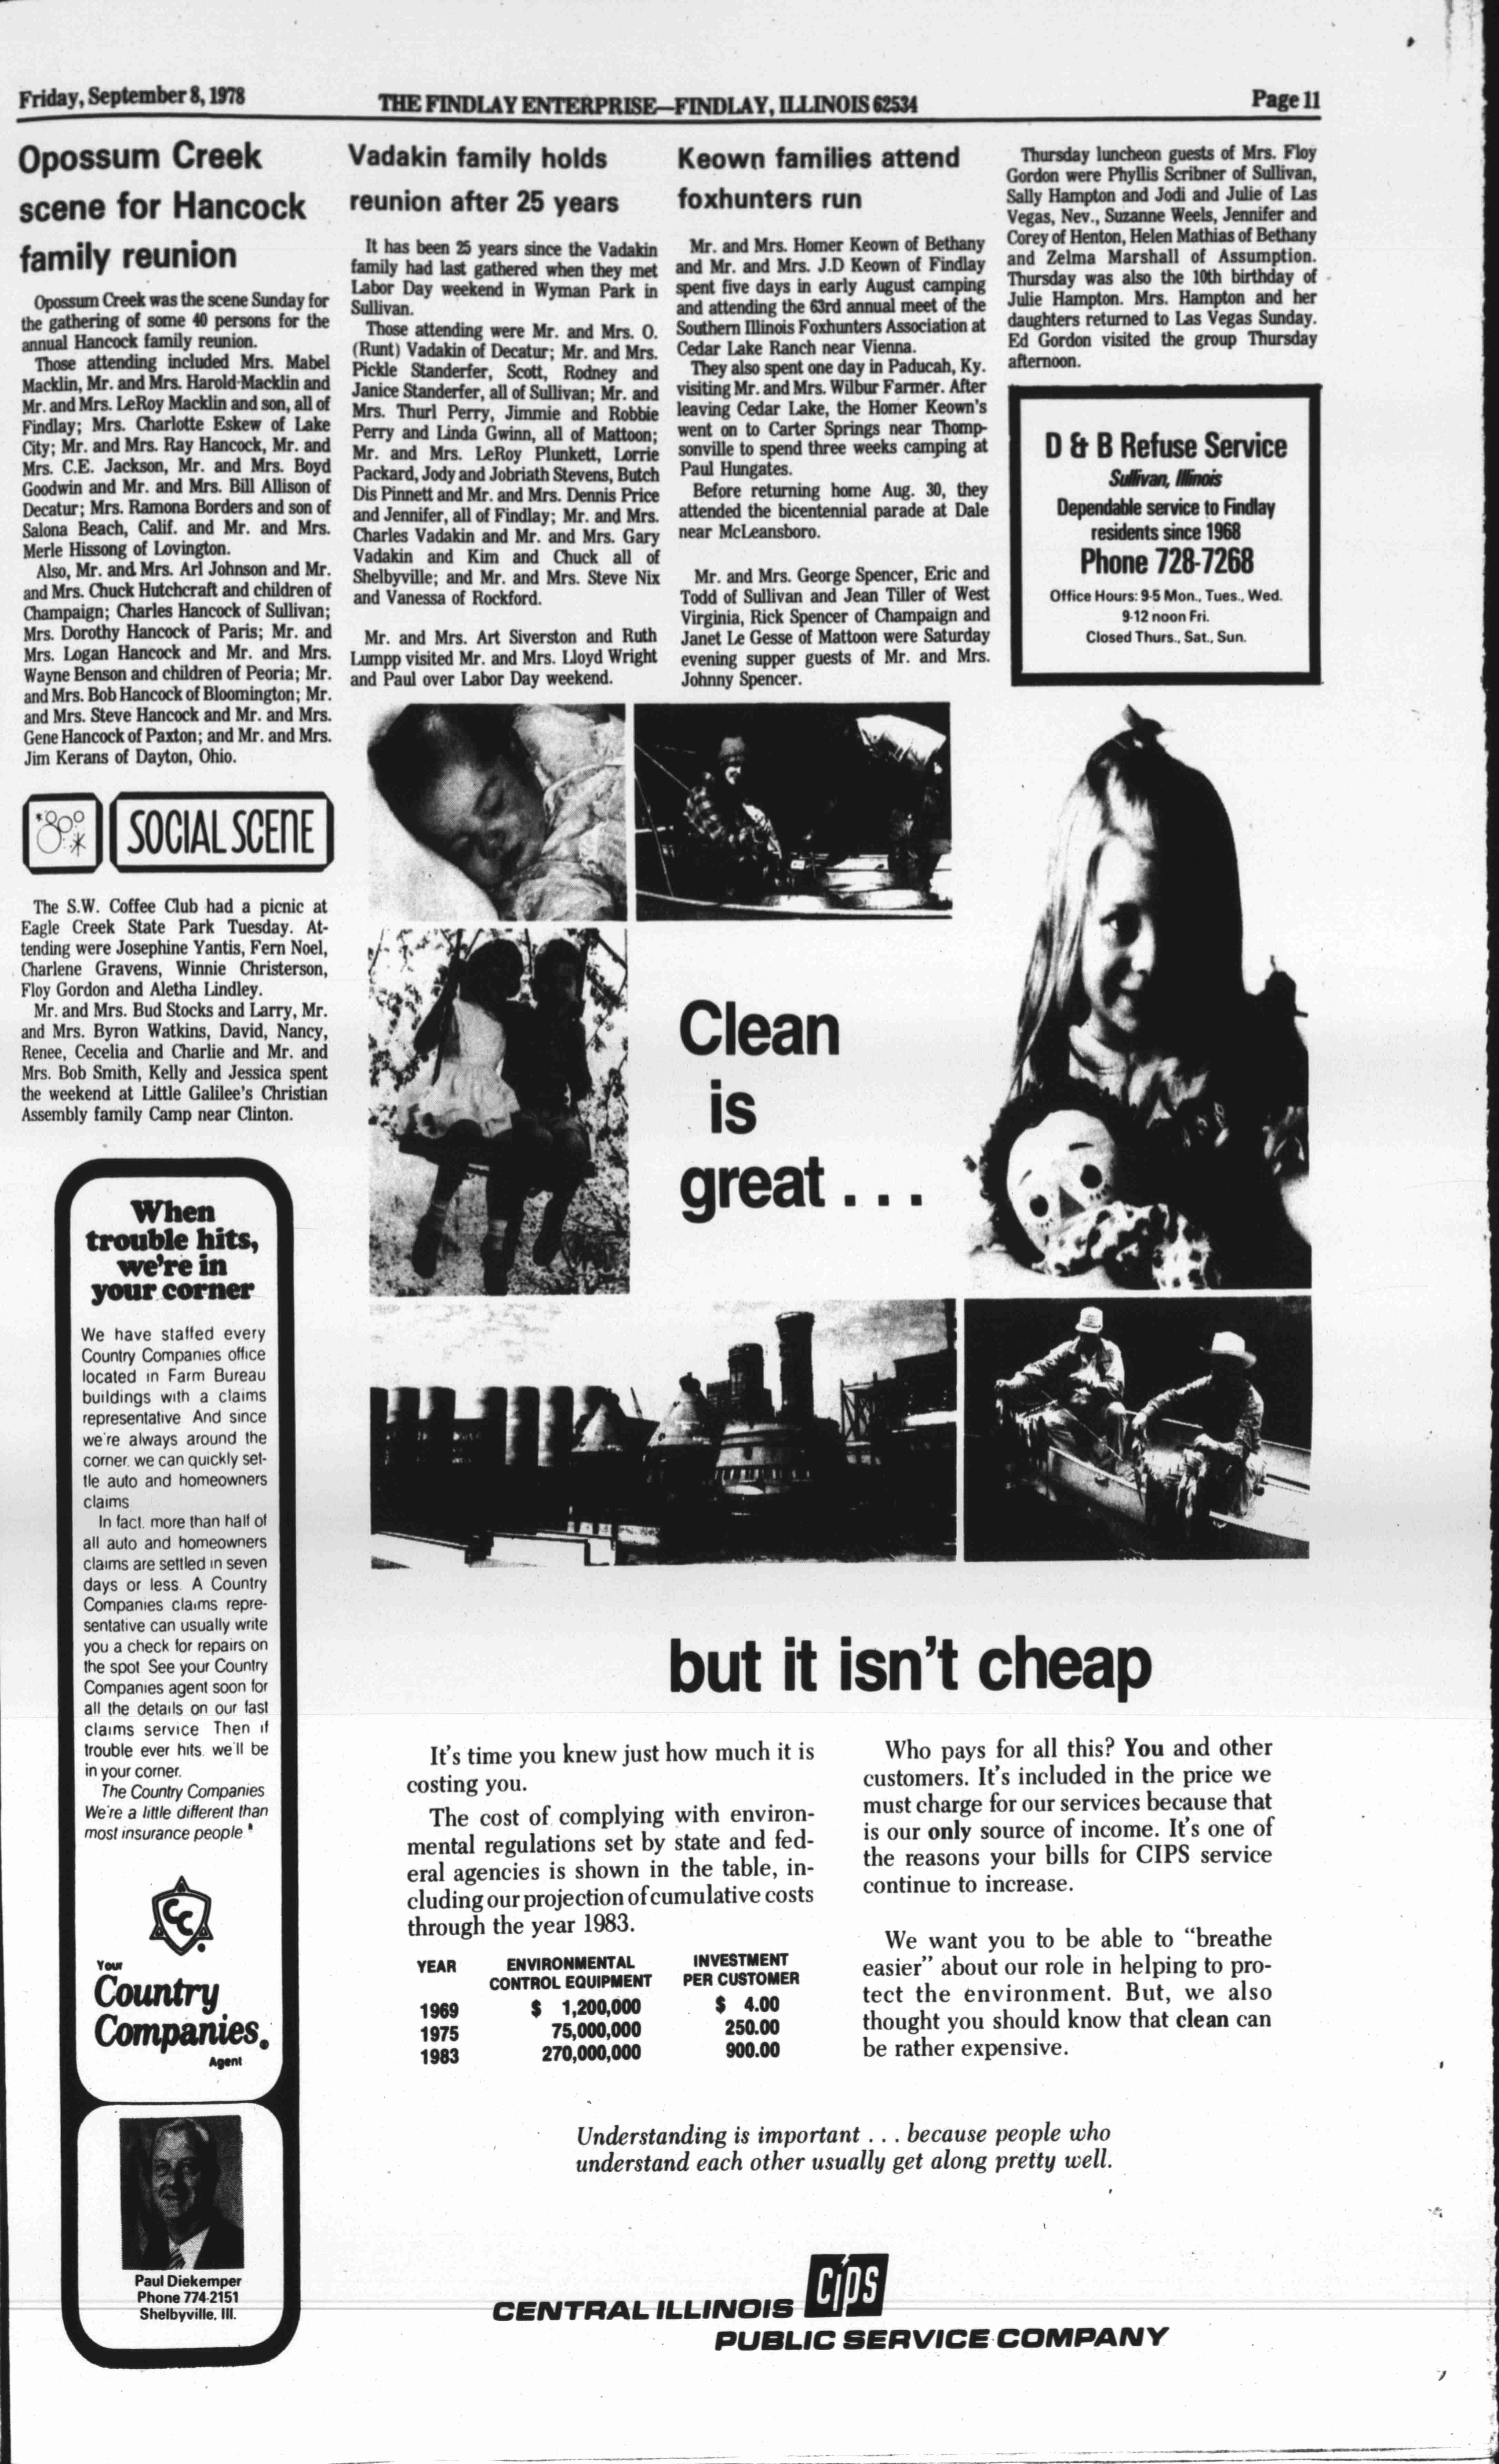 Friday, September 8, 1978
THE FINDLAY ENTERPRISE—FINDLAY, ILLINOIS 62534
Page 11
Opossum Creek
scene for Hancock
family reunion
Opossum Creek was the scene Sunday for
the gathering of some 40 persons for the
annual Hancock family reunion.
Those attending included Mrs. Mabel
Macklin, Mr. and Mrs. Harold Macklin and
Mr. and Mrs. LeRoy Macklin and son, all of
Findlay; Mrs. Charlotte Eskew of Lake
City; Mr. and Mrs. Ray Hancock, Mr. and
Mrs. C.E. Jackson, Mr. and Mrs. Boyd
Goodwin and Mr. and Mrs. Bill Allison of
Decatur; Mrs. Ramona Borders and son of
Salona Beach, Calif. and Mr. and Mrs.
Merle Hissong of Lovington.
Also, Mr. and Mrs. Arl Johnson and Mr.
and Mrs. Chuck Hutchcraft and children of
Champaign; Charles Hancock of Sullivan;
Mrs. Dorothy Hancock of Paris; Mr. and
Mrs. Logan Hancock and Mr. and Mrs.
Wayne Benson and children of Peoria; Mr.
and Mrs. Bob Hancock of Bloomington; Mr.
and Mrs. Steve Hancock and Mr. and Mrs.
Gene Hancock of Paxton; and Mr. and Mrs.
Jim Kerans of Dayton, Ohio.
SOCIAL SCENE
The S.W. Coffee Club had a picnic at
Eagle Creek State Park Tuesday. At-
tending were Josephine Yantis, Fern Noel,
Charlene Gravens, Winnie Christerson,
Floy Gordon and Aletha Lindley.
Mr. and Mrs. Bud Stocks and Larry, Mr.
and Mrs. Byron Watkins, David, Nancy,
Renee, Cecelia and Charlie and Mr. and
Mrs. Bob Smith, Kelly and Jessica spent
the weekend at Little Galilee's Christian
Assembly family Camp near Clinton.
When
trouble hits,
we're in
your corner
We have staffed every
Country Companies office
located in Farm Bureau
buildings with a claims
representative And since
we're always around the
corner. we can quickly set-
tle auto and homeowners
claims
In fact. more than half of
all auto and homeowners
claims are settled in seven
days or less. A Country
Companies claims repre-
sentative can usually write
you a check for repairs on
the spot See your Country
Companies agent soon for
all the details on our fast
claims service Then if
trouble ever hits. we'll be
in your corner.
The Country Companies
We're a little different than
most insurance people
CC
Your
Country
Companies.
Agent
Paul Diekemper
Phone 774-2151
Shelbyville, Ill.
Vadakin family holds
reunion after 25 years
It has been 25 years since the Vadakin
family had last gathered when they met
Labor Day weekend in Wyman Park in
Sullivan.
Those attending were Mr. and Mrs. O.
(Runt) Vadakin of Decatur; Mr. and Mrs.
Pickle Standerfer, Scott, Rodney and
Janice Standerfer, all of Sullivan; Mr. and
Mrs. Thurl Perry, Jimmie and Robbie
Perry and Linda Gwinn, all of Mattoon;
Mr. and Mrs. LeRoy Plunkett, Lorrie
Packard, Jody and Jobriath Stevens, Butch
Dis Pinnett and Mr. and Mrs. Dennis Price
and Jennifer, all of Findlay; Mr. and Mrs.
Charles Vadakin and Mr. and Mrs. Gary
Vadakin and Kim and Chuck all of
Shelbyville; and Mr. and Mrs. Steve Nix
and Vanessa of Rockford.
Mr. and Mrs. Art Siverston and Ruth
Lumpp visited Mr. and Mrs. Lloyd Wright
and Paul over Labor Day weekend.
Keown families attend
foxhunters run
Mr. and Mrs. Homer Keown of Bethany
and Mr. and Mrs. J.D Keown of Findlay
spent five days in early August camping
and attending the 63rd annual meet of the
Southern Illinois Foxhunters Association at
Cedar Lake Ranch near Vienna.
They also spent one day in Paducah, Ky.
visiting Mr. and Mrs. Wilbur Farmer. After
leaving Cedar Lake, the Homer Keown's
went on to Carter Springs near Thomp-
sonville to spend three weeks camping at
Paul Hungates.
Before returning home Aug. 30, they
attended the bicentennial parade at Dale
near McLeansboro.
Mr. and Mrs. George Spencer, Eric and
Todd of Sullivan and Jean Tiller of West
Virginia, Rick Spencer of Champaign and
Janet Le Gesse of Mattoon were Saturday
evening supper guests of Mr. and Mrs.
Johnny Spencer.
Thursday luncheon guests of Mrs. Floy
Gordon were Phyllis Scribner of Sullivan,
Sally Hampton and Jodi and Julie of Las
Vegas, Nev., Suzanne Weels, Jennifer and
Corey of Henton, Helen Mathias of Bethany
and Zelma Marshall of Assumption.
Thursday was also the 10th birthday of
Julie Hampton. Mrs. Hampton and her
daughters returned to Las Vegas Sunday.
Ed Gordon visited the group Thursday
afternoon.
D & B Refuse Service
Sullivan, Illinois
Dependable service to Findlay
residents since 1968
Phone 728-7268
Office Hours: 9-5 Mon., Tues., Wed.
9-12 noon Fri.
Closed Thurs., Sat., Sun.
Clean
is
great . . .
but it isn't cheap
It's time you knew just how much it is
costing you.
The cost of complying with environ-
mental regulations set by state and fed-
eral agencies is shown in the table, in-
cluding our projection of cumulative costs
through the year 1983.
YEAR ENVIRONMENTAL INVESTMENT
CONTROL EQUIPMENT PER CUSTOMER
1969 $ 1,200,000 $ 4.00
1975 75,000,000 250.00
1983 270,000,000 900.00
Who pays for all this? You and other
customers. It's included in the price we
must charge for our services because that
is our only source of income. It's one of
the reasons your bills for CIPS service
continue to increase.
We want you to be able to "breathe
easier" about our role in helping to pro-
tect the environment. But, we also
thought you should know that clean can
be rather expensive.
Understanding is important . . . because people who
understand each other usually get along pretty well.
CENTRAL ILLINOIS cips
PUBLIC SERVICE COMPANY